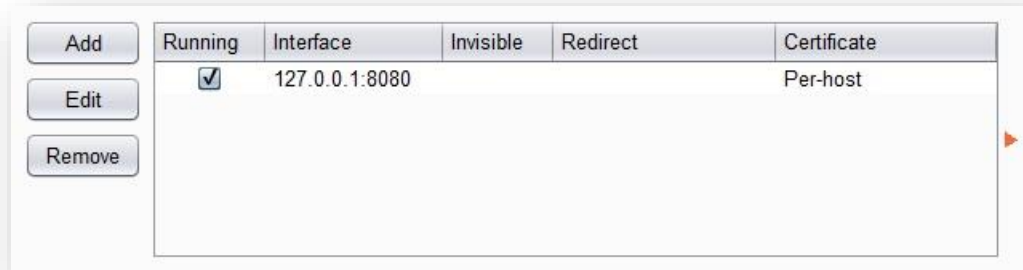 Add
Edit
Remove
Running Interface Invisible Redirect Certificate
127.0.0.1:8080 Per-host